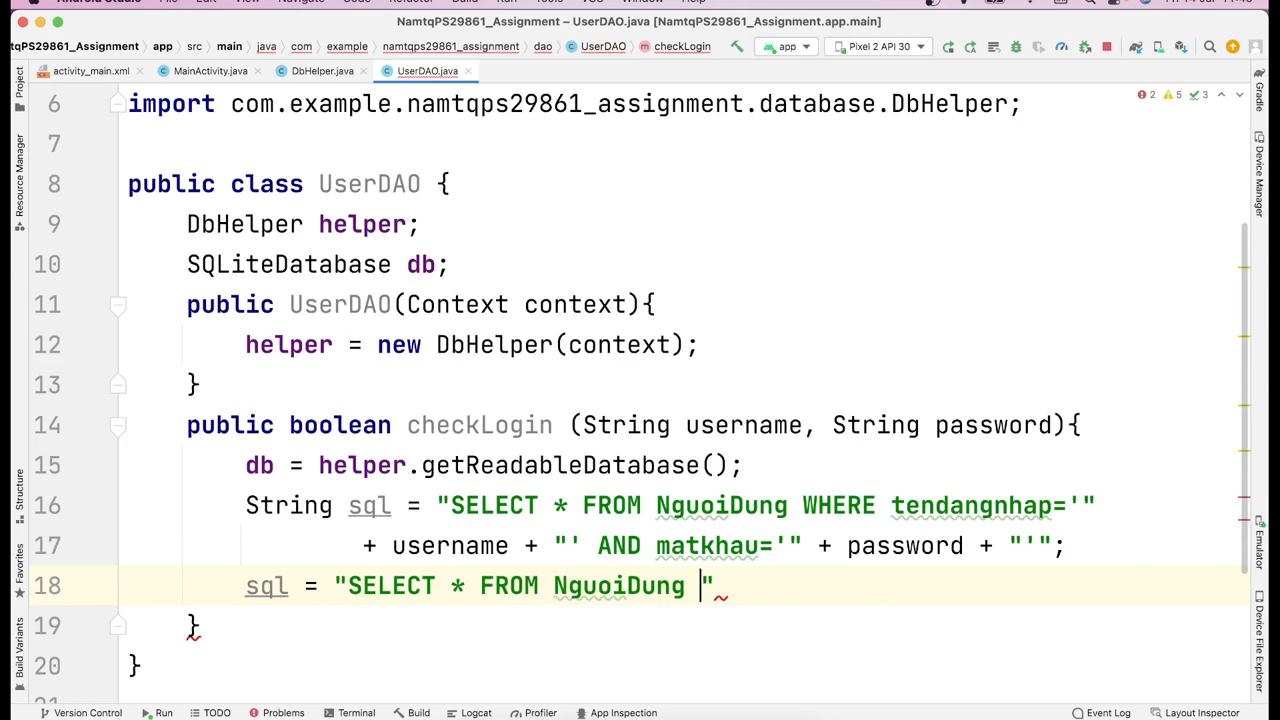 NamtqPS29861_Assignment – UserDAO.java [NamtqPS29861_Assignment.app.main]
tqPS29861_Assignment app src main java com example namtqps29861_assignment dao UserDAO checkLogin app Pixel 2 API 30
activity_main.xml MainActivity.java DbHelper.java UserDAO.java
2 5 3
6 import com.example.namtqps29861_assignment.database.DbHelper;
7
8 public class UserDAO {
9 DbHelper helper;
10 SQLiteDatabase db;
11 public UserDAO(Context context){
12 helper = new DbHelper(context);
13 }
14 public boolean checkLogin (String username, String password){
15 db = helper.getReadableDatabase();
16 String sql = "SELECT * FROM NguoiDung WHERE tendangnhap='"
17 + username + "' AND matkhau='" + password + "'";
18 sql = "SELECT * FROM NguoiDung "
19 }
20 }
Project
Resource Manager
Structure
Favorites
Build Variants
Gradle
Device Manager
Emulator
Device File Explorer
Version Control Run TODO Problems Terminal Build Logcat Profiler App Inspection Event Log Layout Inspector